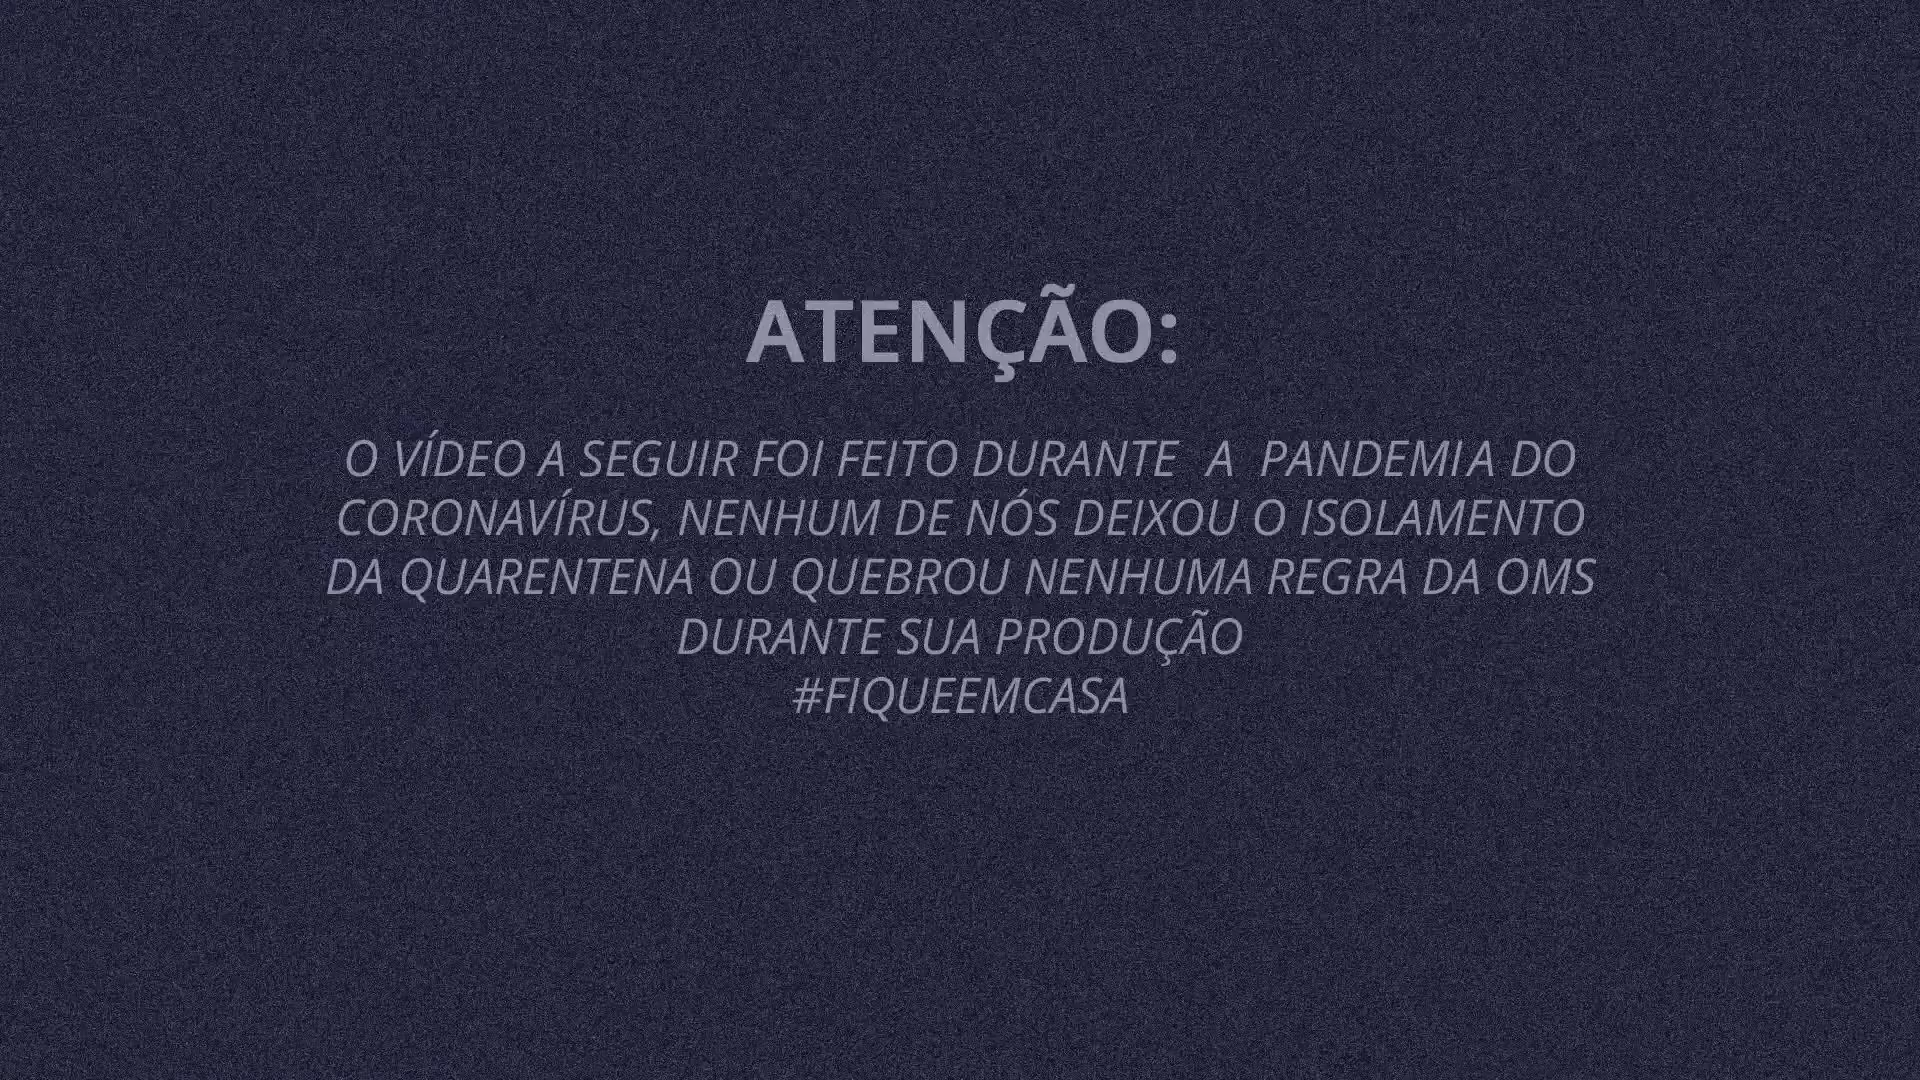 ATENÇÃO:
O VÍDEO A SEGUIR FOI FEITO DURANTE A PANDEMIA DO
CORONAVÍRUS, NENHUM DE NÓS DEIXOU O ISOLAMENTO
DA QUARENTENA OU QUEBROU NENHUMA REGRA DA OMS
DURANTE SUA PRODUÇÃO
#FIQUEEMCASA